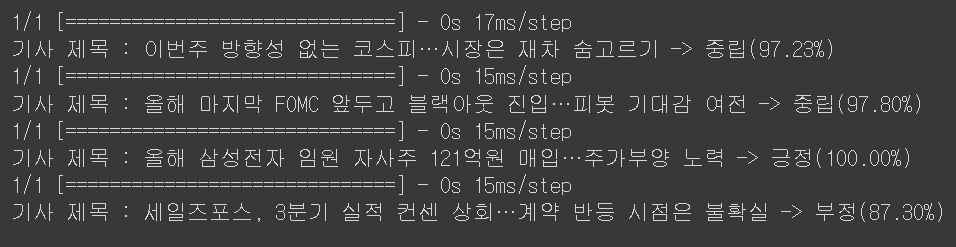 1/1 [==============================] - 0s 17ms/step
기사 제목 : 이번주 방향성 없는 코스피…시장은 재차 숨고르기 -> 중립(97.23%)
1/1 [==============================] - 0s 15ms/step
기사 제목 : 올해 마지막 FOMC 앞두고 블랙아웃 진입…피봇 기대감 여전 -> 중립(97.80%)
1/1 [==============================] - 0s 15ms/step
기사 제목 : 올해 삼성전자 임원 자사주 121억원 매입…주가부양 노력 -> 긍정(100.00%)
1/1 [==============================] - 0s 15ms/step
기사 제목 : 세일즈포스, 3분기 실적 컨센 상회…계약 반등 시점은 불확실 -> 부정(87.30%)